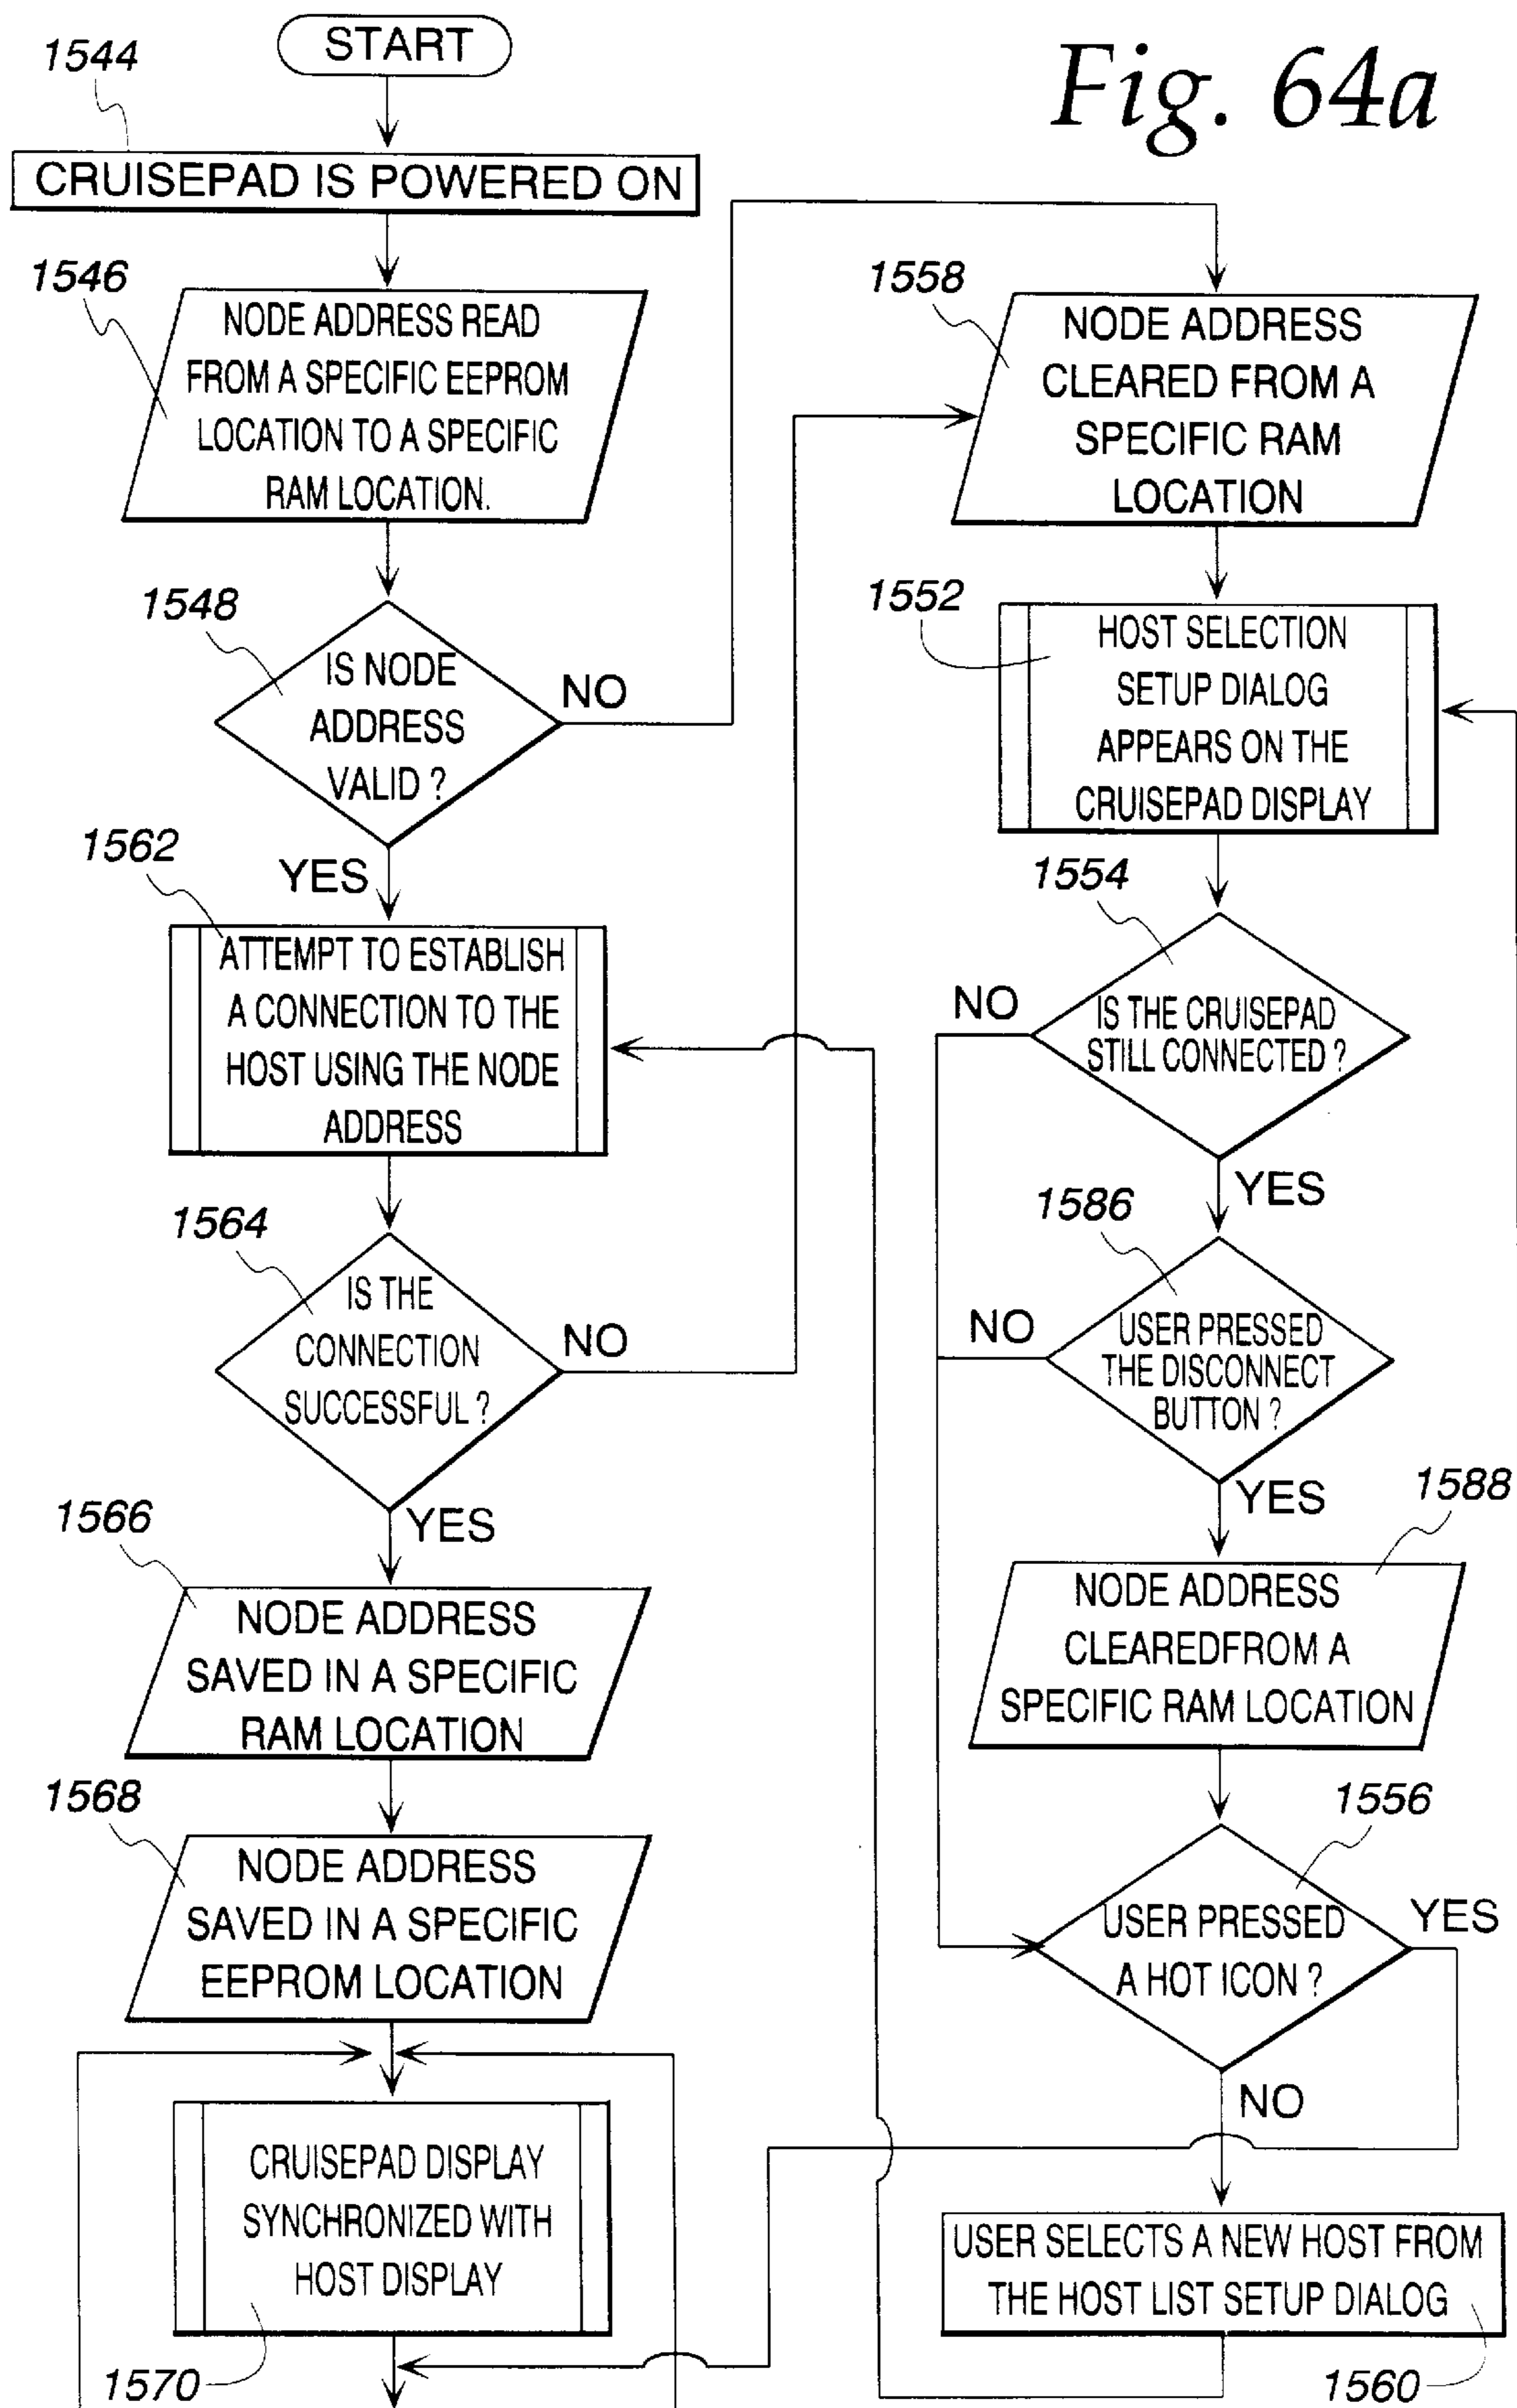 Fig. 64a
START
1544
CRUISEPAD IS POWERED ON
1546
NODE ADDRESS READ
FROM A SPECIFIC EEPROM
LOCATION TO A SPECIFIC
RAM LOCATION.
1548
IS NODE
ADDRESS
VALID ?
NO
YES
1562
ATTEMPT TO ESTABLISH
A CONNECTION TO THE
HOST USING THE NODE
ADDRESS
1564
IS THE
CONNECTION
SUCCESSFUL ?
NO
YES
1566
NODE ADDRESS
SAVED IN A SPECIFIC
RAM LOCATION
1568
NODE ADDRESS
SAVED IN A SPECIFIC
EEPROM LOCATION
CRUISEPAD DISPLAY
SYNCHRONIZED WITH
HOST DISPLAY
1570
1558
NODE ADDRESS
CLEARED FROM A
SPECIFIC RAM
LOCATION
1552
HOST SELECTION
SETUP DIALOG
APPEARS ON THE
CRUISEPAD DISPLAY
1554
NO
IS THE CRUISEPAD
STILL CONNECTED ?
YES
1586
NO
USER PRESSED
THE DISCONNECT
BUTTON ?
YES
1588
NODE ADDRESS
CLEAREDFROM A
SPECIFIC RAM LOCATION
1556
USER PRESSED
A HOT ICON ?
YES
NO
USER SELECTS A NEW HOST FROM
THE HOST LIST SETUP DIALOG
1560